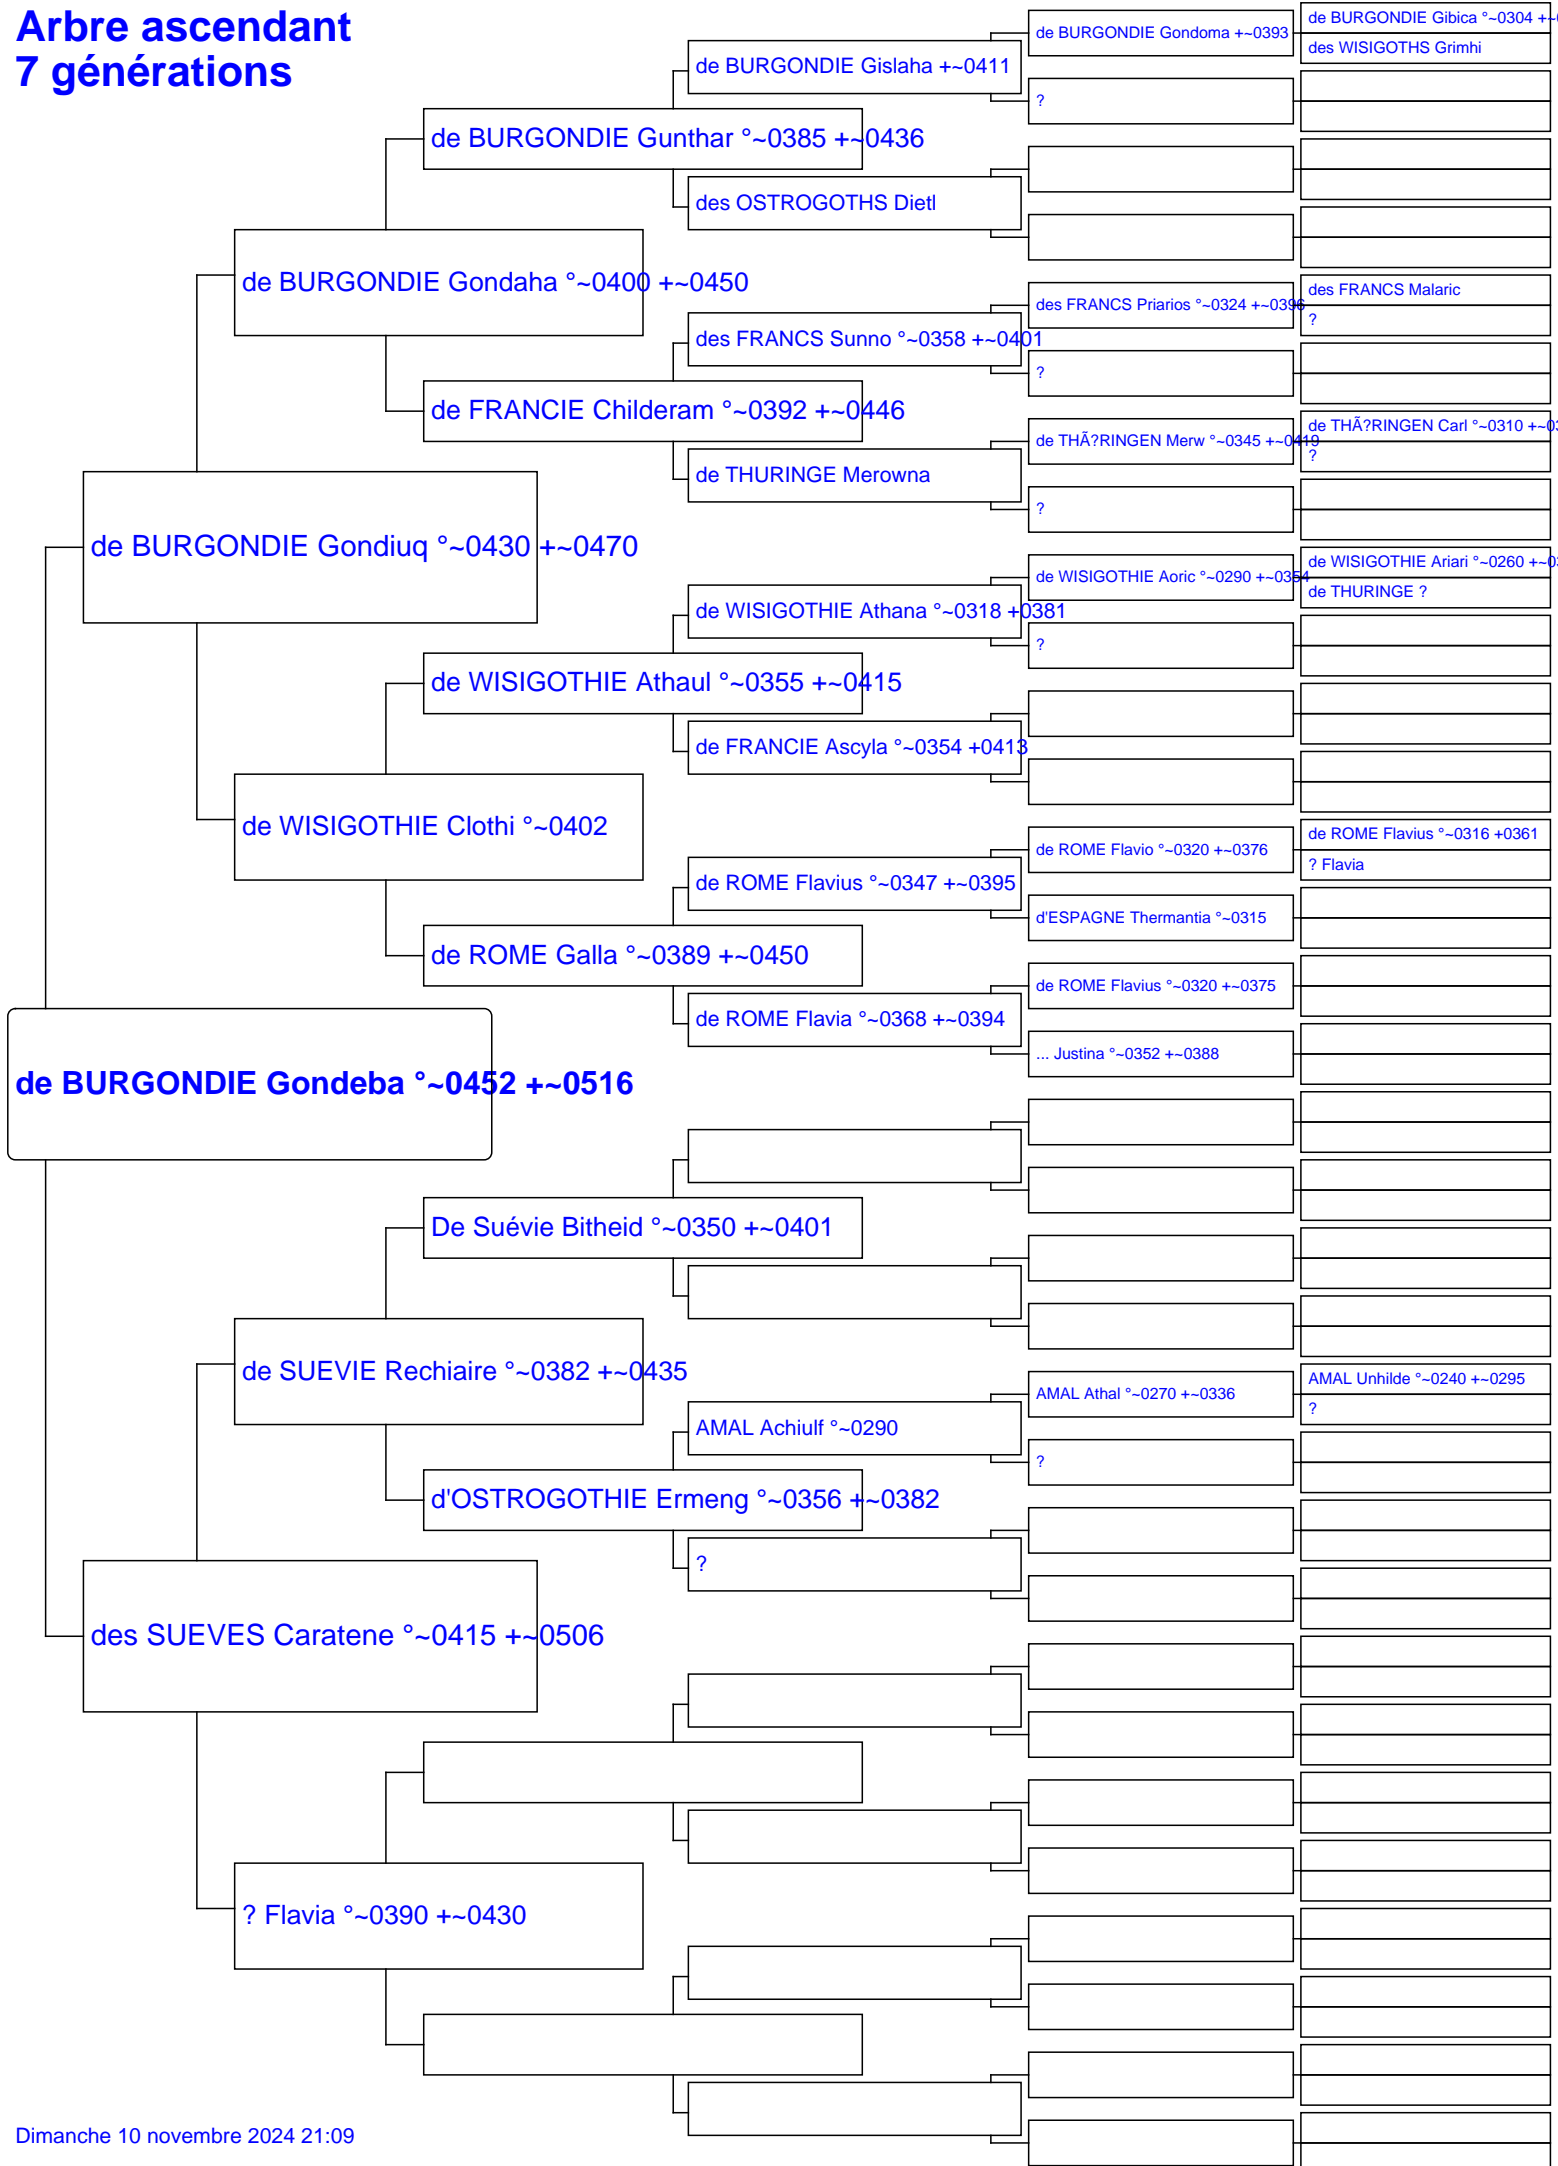 Arbre ascendant
7 générations
de BURGONDIE Gondeba °~0452 +~0516
de BURGONDIE Gondiuq °~0430 +~0470
des SUEVES Caratene °~0415 +~0506
de BURGONDIE Gondaha °~0400 +~0450
de WISIGOTHIE Clothi °~0402
de SUEVIE Rechiaire °~0382 +~0435
? Flavia °~0390 +~0430
de BURGONDIE Gunthar °~0385 +~0436
de FRANCIE Childeram °~0392 +~0446
de WISIGOTHIE Athaul °~0355 +~0415
de ROME Galla °~0389 +~0450
De Suévie Bitheid °~0350 +~0401
d'OSTROGOTHIE Ermeng °~0356 +~0382
de BURGONDIE Gislaha +~0411
des OSTROGOTHS Dietl
des FRANCS Sunno °~0358 +~0401
de THURINGE Merowna
de WISIGOTHIE Athana °~0318 +0381
de FRANCIE Ascyla °~0354 +0413
de ROME Flavius °~0347 +~0395
de ROME Flavia °~0368 +~0394
AMAL Achiulf °~0290
?
de BURGONDIE Gondoma +~0393
?
des FRANCS Priarios °~0324 +~0396
?
de THÃ?RINGEN Merw °~0345 +~0419
?
de WISIGOTHIE Aoric °~0290 +~0354
?
de ROME Flavio °~0320 +~0376
d'ESPAGNE Thermantia °~0315
de ROME Flavius °~0320 +~0375
... Justina °~0352 +~0388
AMAL Athal °~0270 +~0336
?
de BURGONDIE Gibica °~0304 +~0
des WISIGOTHS Grimhi
des FRANCS Malaric
?
de THÃ?RINGEN Carl °~0310 +~03
?
de WISIGOTHIE Ariari °~0260 +~03
de THURINGE ?
de ROME Flavius °~0316 +0361
? Flavia
AMAL Unhilde °~0240 +~0295
?
Dimanche 10 novembre 2024 21:09